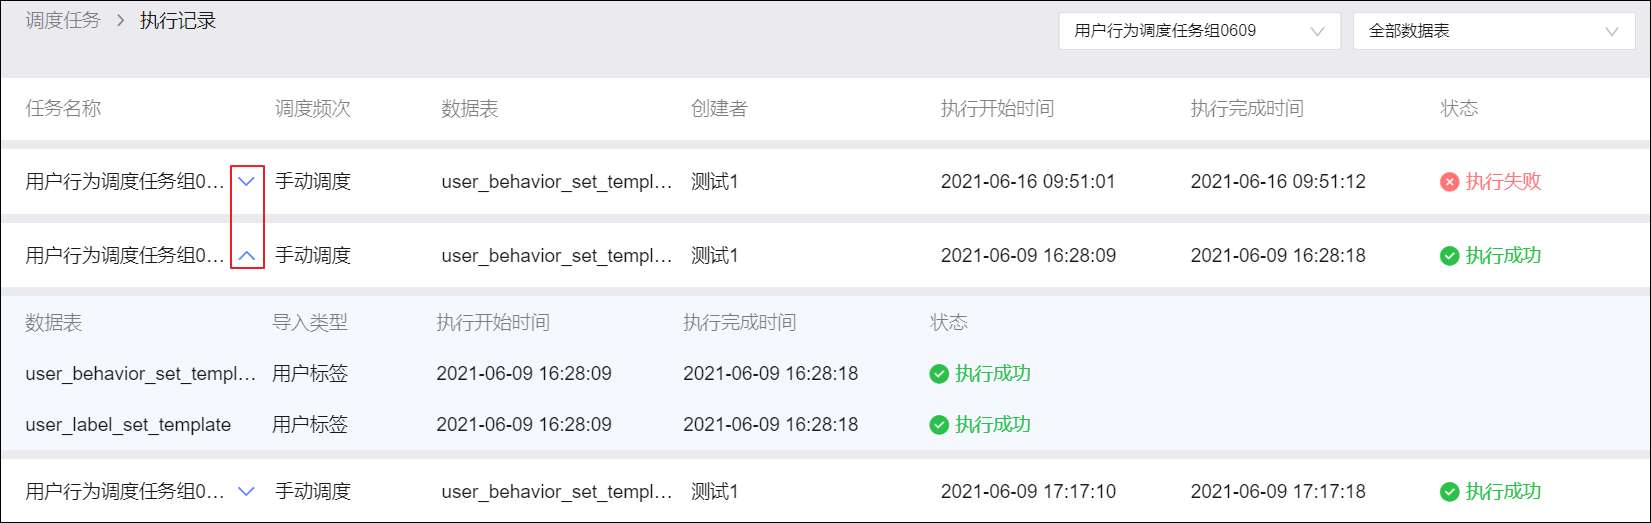 调度任务 > 执行记录
用户行为调度任务组0609 全部数据表
任务名称 调度频次 数据表 创建者 执行开始时间 执行完成时间 状态
用户行为调度任务组0... 手动调度 user_behavior_set_templ... 测试1 2021-06-16 09:51:01 2021-06-16 09:51:12 执行失败
用户行为调度任务组0... 手动调度 user_behavior_set_templ... 测试1 2021-06-09 16:28:09 2021-06-09 16:28:18 执行成功
数据表 导入类型 执行开始时间 执行完成时间 状态
user_behavior_set_templ... 用户标签 2021-06-09 16:28:09 2021-06-09 16:28:18 执行成功
user_label_set_template 用户标签 2021-06-09 16:28:09 2021-06-09 16:28:18 执行成功
用户行为调度任务组0... 手动调度 user_behavior_set_templ... 测试1 2021-06-09 17:17:10 2021-06-09 17:17:18 执行成功